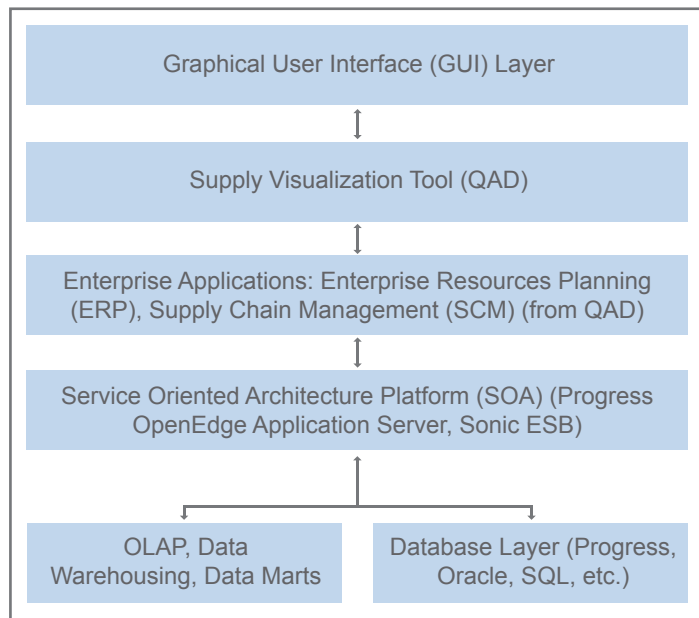 Graphical User Interface (GUI) Layer
Supply Visualization Tool (QAD)
Enterprise Applications: Enterprise Resources Planning
(ERP), Supply Chain Management (SCM) (from QAD)
Service Oriented Architecture Platform (SOA) (Progress
OpenEdge Application Server, Sonic ESB)
OLAP, Data
Warehousing, Data Marts
Database Layer (Progress,
Oracle, SQL, etc.)